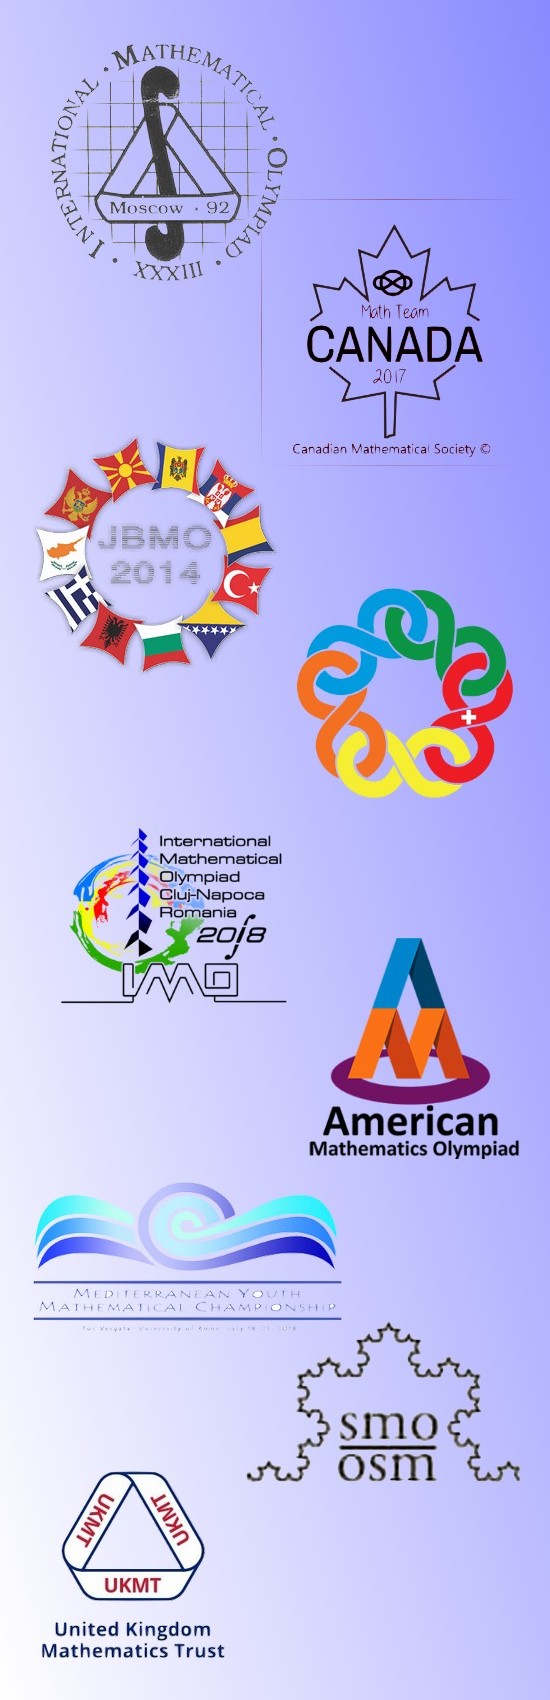 INTERNATIONAL · MATHEMATICAL · OLYMPIAD · XXXIII ·
Moscow · 92
Math Team
CANADA
2017
Canadian Mathematical Society ©
JBMO
2014
International
Mathematical
Olympiad
Cluj-Napoca
Romania
2018
IMO
American
Mathematics Olympiad
MEDITERRANEAN YOUTH
MATHEMATICAL CHAMPIONSHIP
smo
osm
UKMT
UKMT
UKMT
United Kingdom
Mathematics Trust